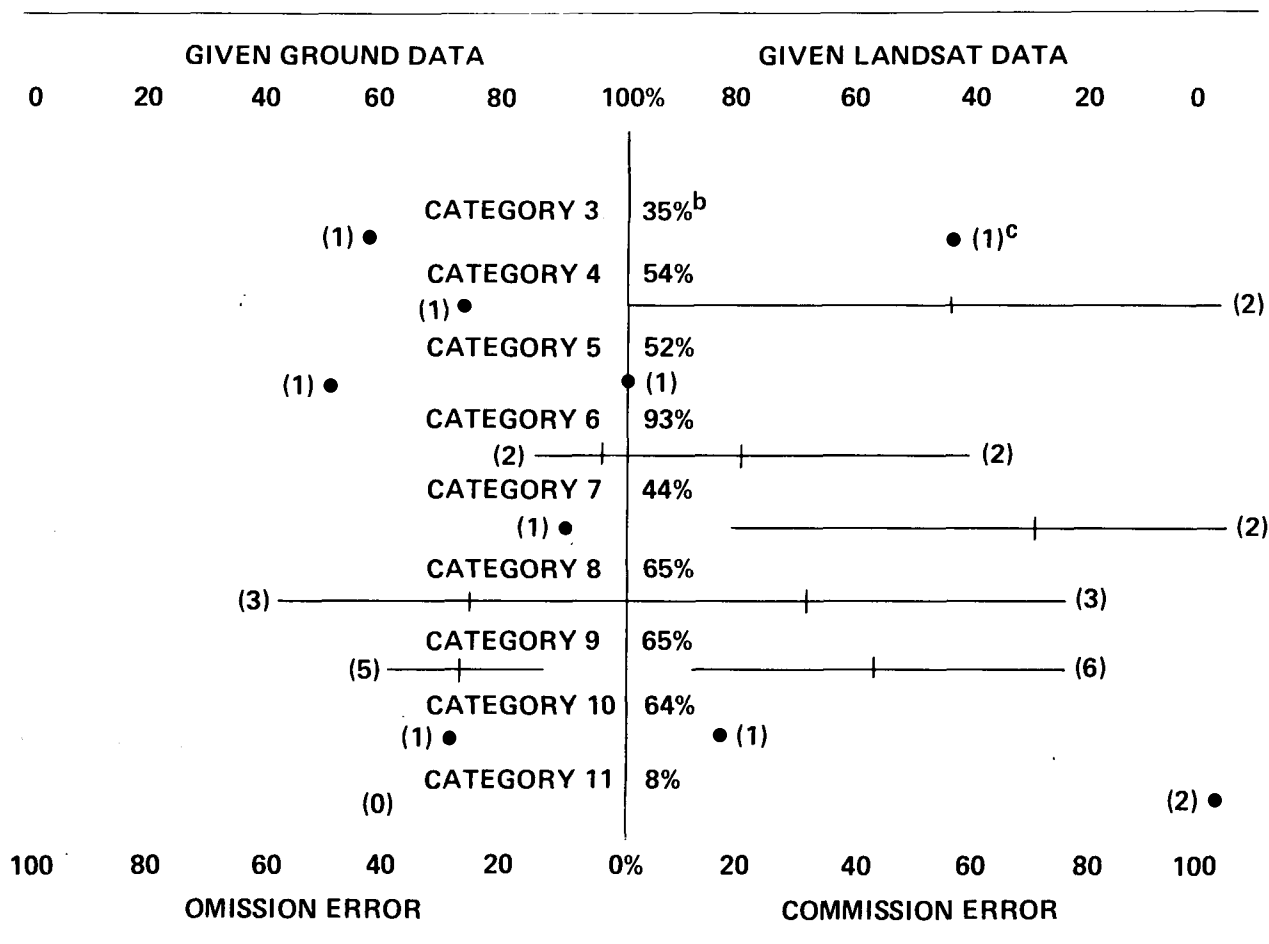 GIVEN GROUND DATA GIVEN LANDSAT DATA
0 20 40 60 80 100% 80 60 40 20 0
CATEGORY 3 35%b
(1) (1)c
CATEGORY 4 54%
(1) (2)
CATEGORY 5 52%
(1) (1)
CATEGORY 6 93%
(2) (2)
CATEGORY 7 44%
(1) (2)
CATEGORY 8 65%
(3) (3)
CATEGORY 9 65%
(5) (6)
CATEGORY 10 64%
(1) (1)
CATEGORY 11 8%
(0) (2)
100 80 60 40 20 0% 20 40 60 80 100
OMISSION ERROR COMMISSION ERROR